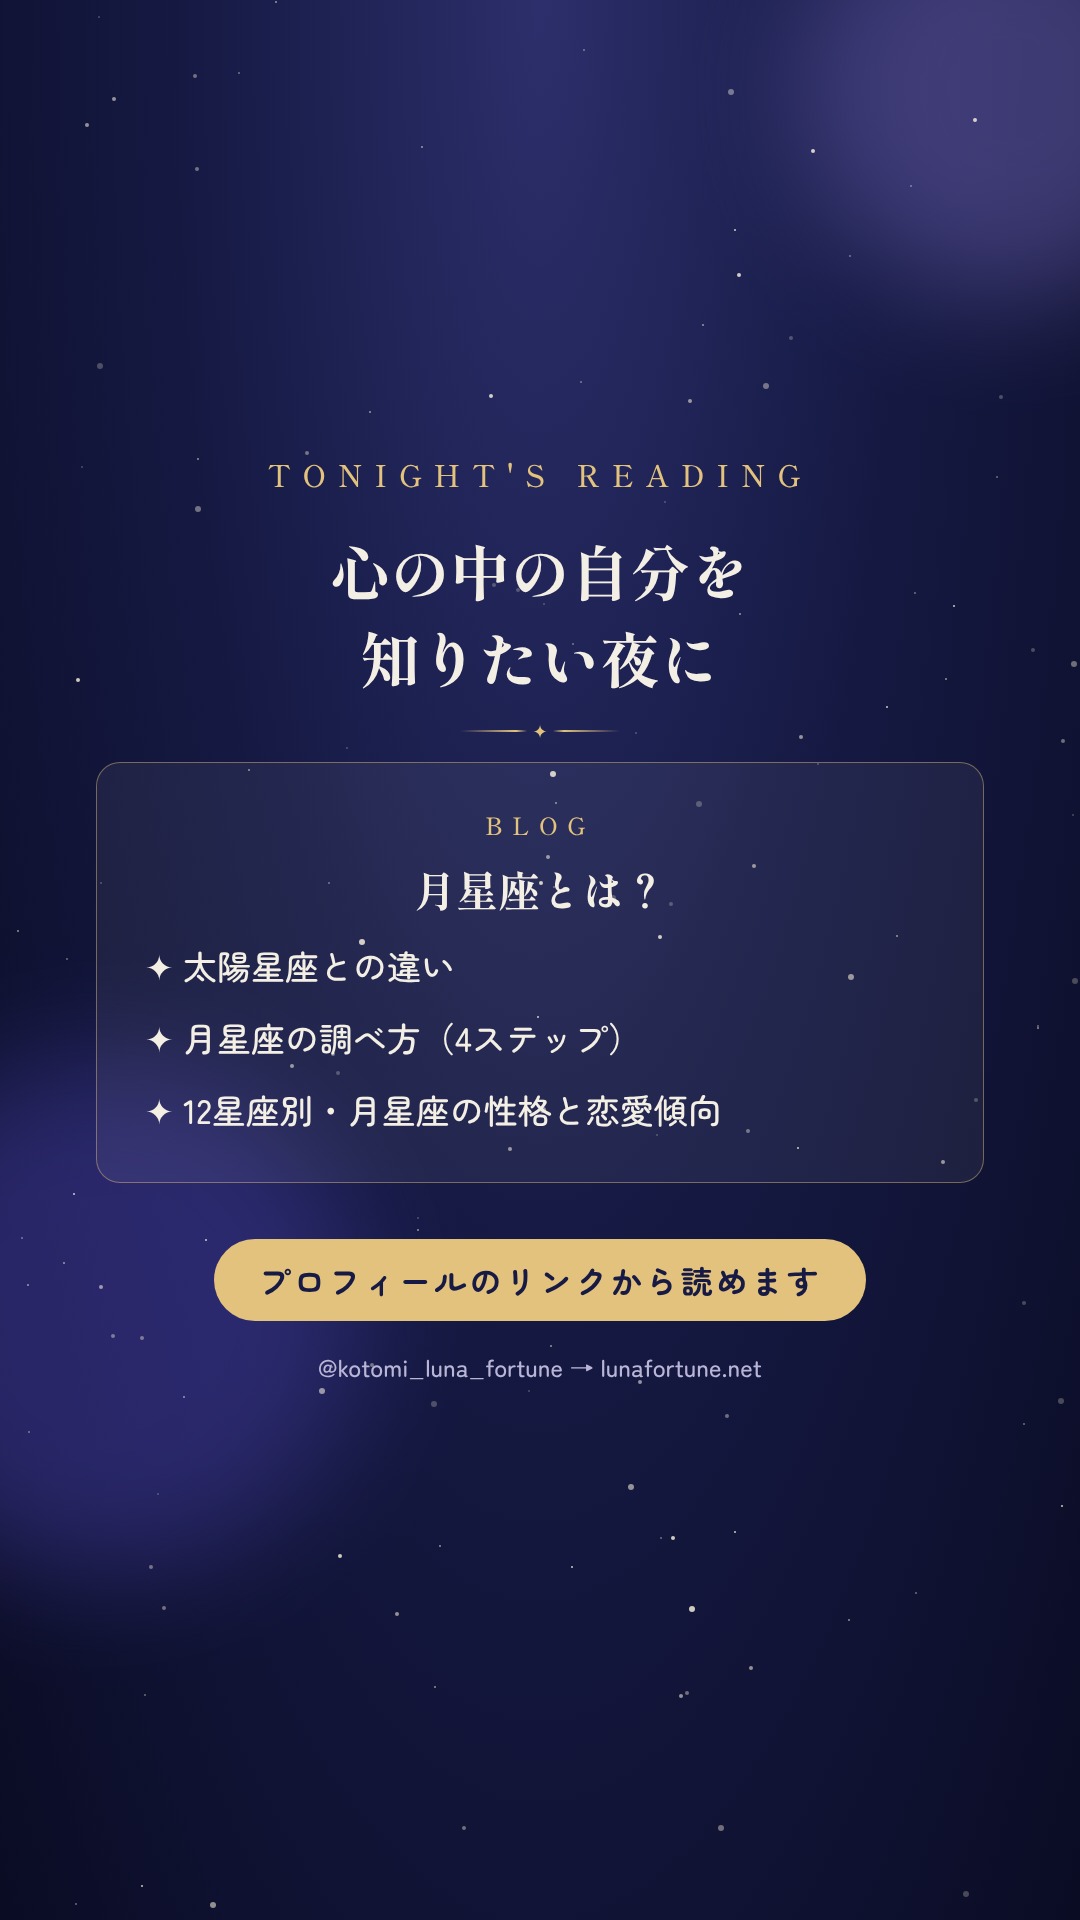 TONIGHT'S READING
心の中の自分を
知りたい夜に
BLOG
月星座とは？
✦ 太陽星座との違い
✦ 月星座の調べ方（4ステップ）
✦ 12星座別・月星座の性格と恋愛傾向
プロフィールのリンクから読めます
@kotomi_luna_fortune → lunafortune.net